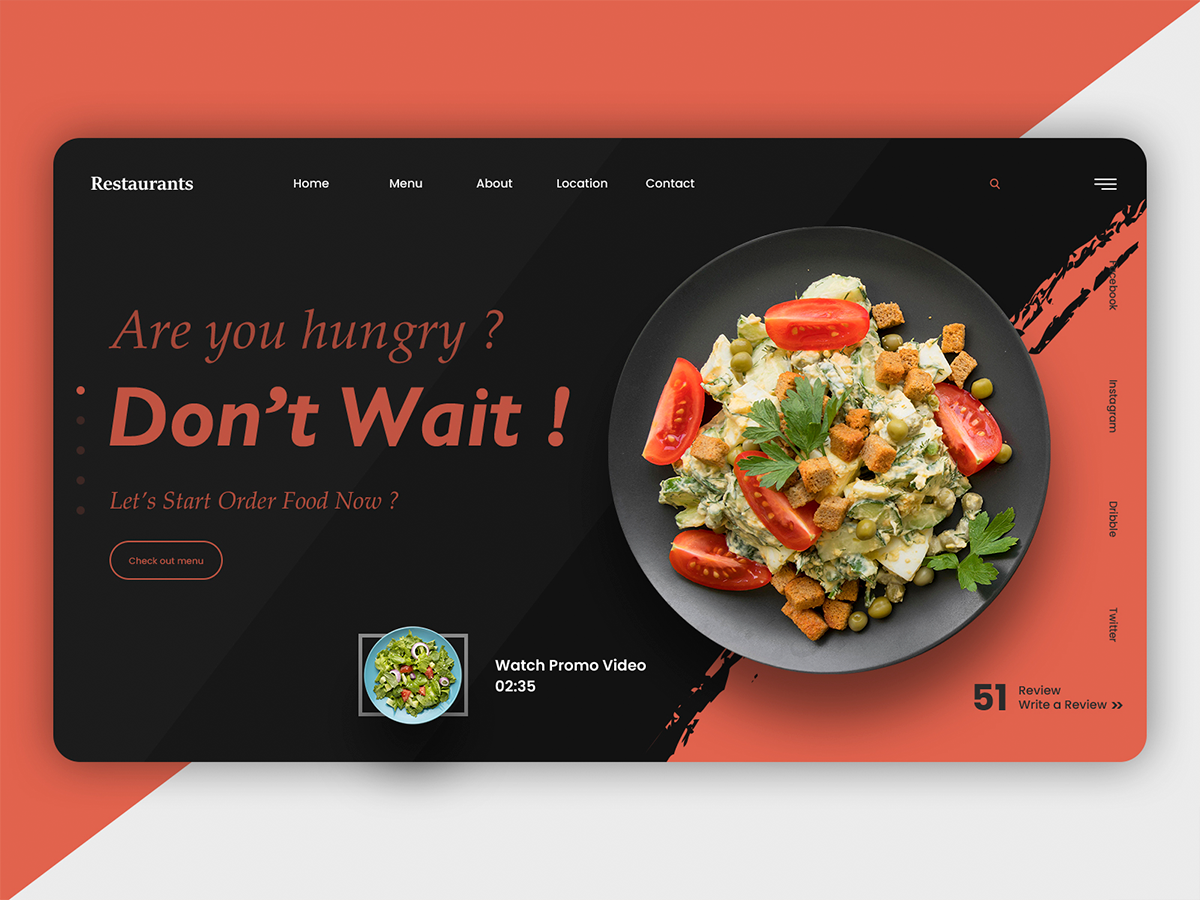 Restaurants
Home
Menu
About
Location
Contact
Are you hungry ?
Don’t Wait !
Let’s Start Order Food Now ?
Check out menu
Watch Promo Video
02:35
Facebook
Instagram
Dribble
Twitter
51
Review
Write a Review »